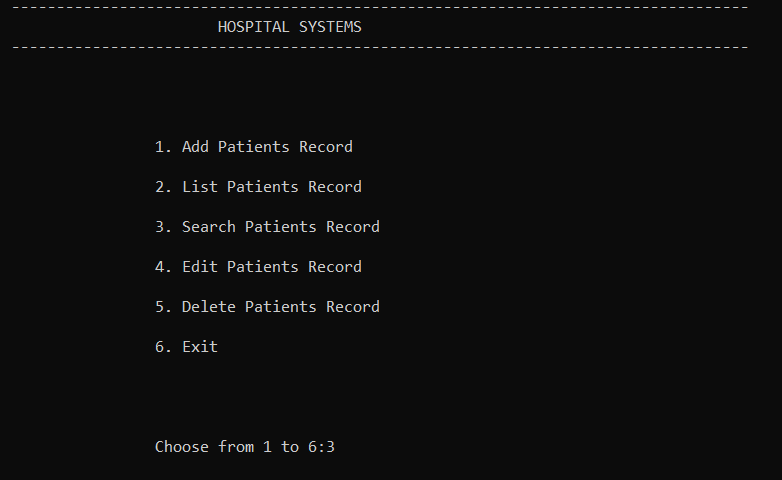 ----------------------------------------------------------------------------------
HOSPITAL SYSTEMS
----------------------------------------------------------------------------------
1. Add Patients Record
2. List Patients Record
3. Search Patients Record
4. Edit Patients Record
5. Delete Patients Record
6. Exit
Choose from 1 to 6:3